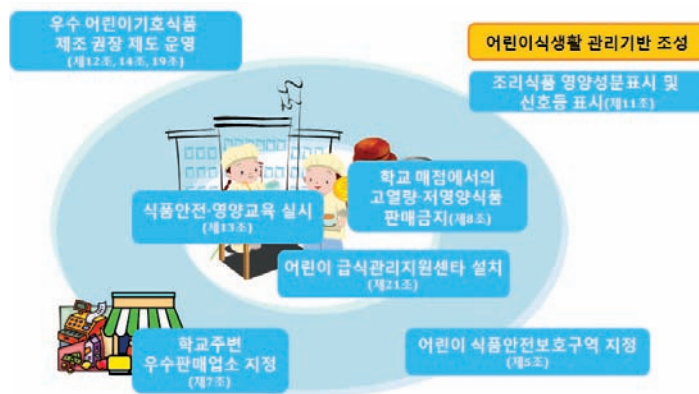 우수 어린이기호식품
제조 권장 제도 운영
(제12조, 14조, 19조)
어린이식생활 관리기반 조성
조리식품 영양성분표시 및
신호등 표시(제11조)
학교 매점에서의
고열량·저영양식품
판매금지(제8조)
식품안전·영양교육 실시
(제13조)
어린이 급식관리지원센타 설치
(제21조)
학교주변
우수판매업소 지정
(제7조)
어린이 식품안전보호구역 지정
(제5조)